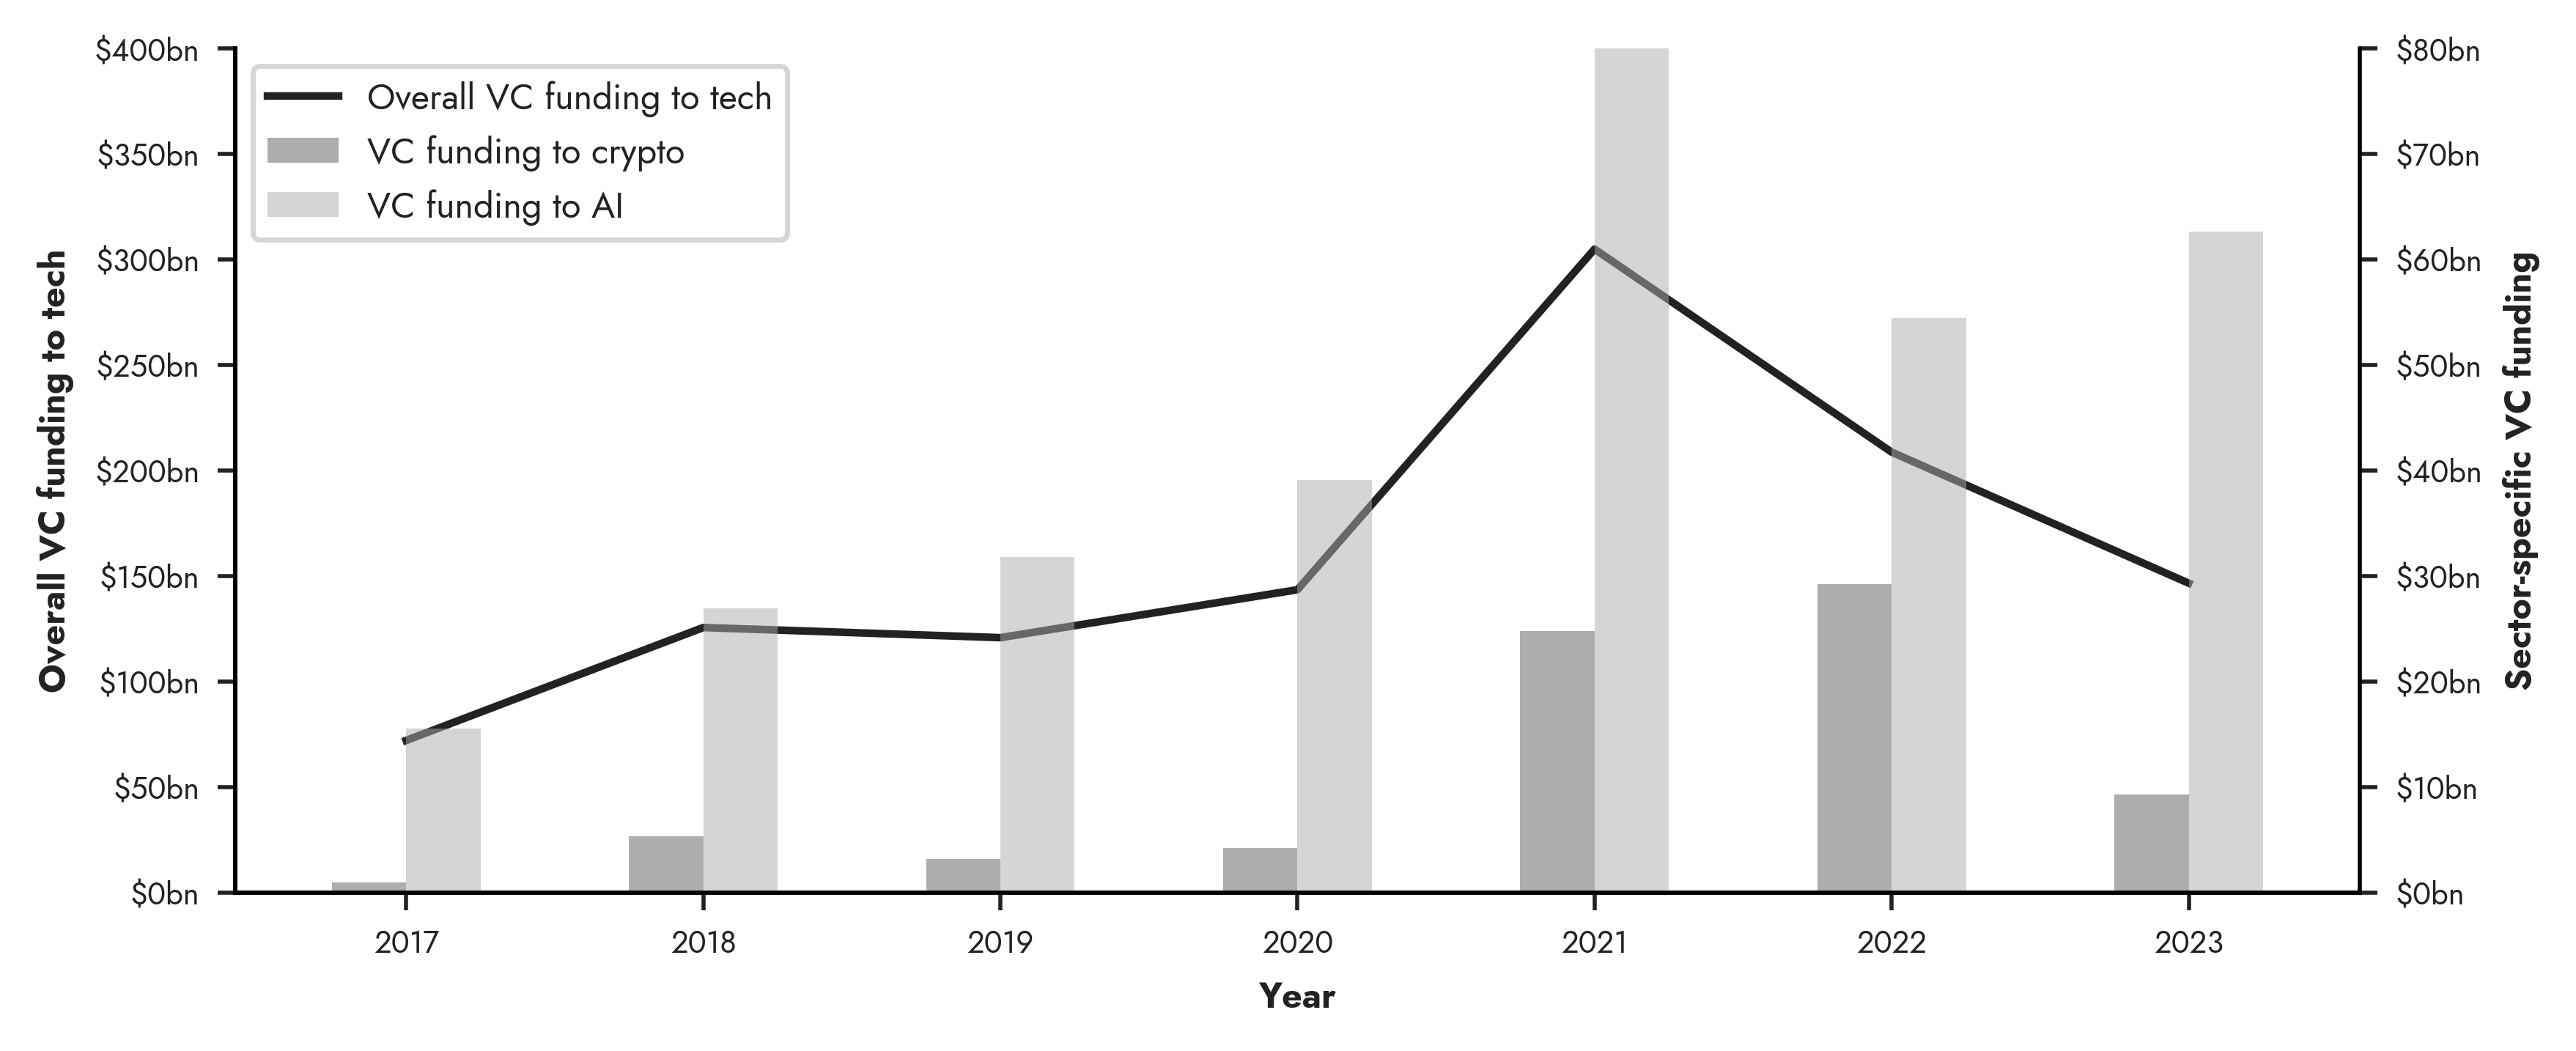 $400bn
$350bn
$300bn
$250bn
$200bn
$150bn
$100bn
$50bn
$0bn
Overall VC funding to tech
Overall VC funding to tech
VC funding to crypto
VC funding to AI
$80bn
$70bn
$60bn
$50bn
$40bn
$30bn
$20bn
$10bn
$0bn
Sector-specific VC funding
2017 2018 2019 2020 2021 2022 2023
Year